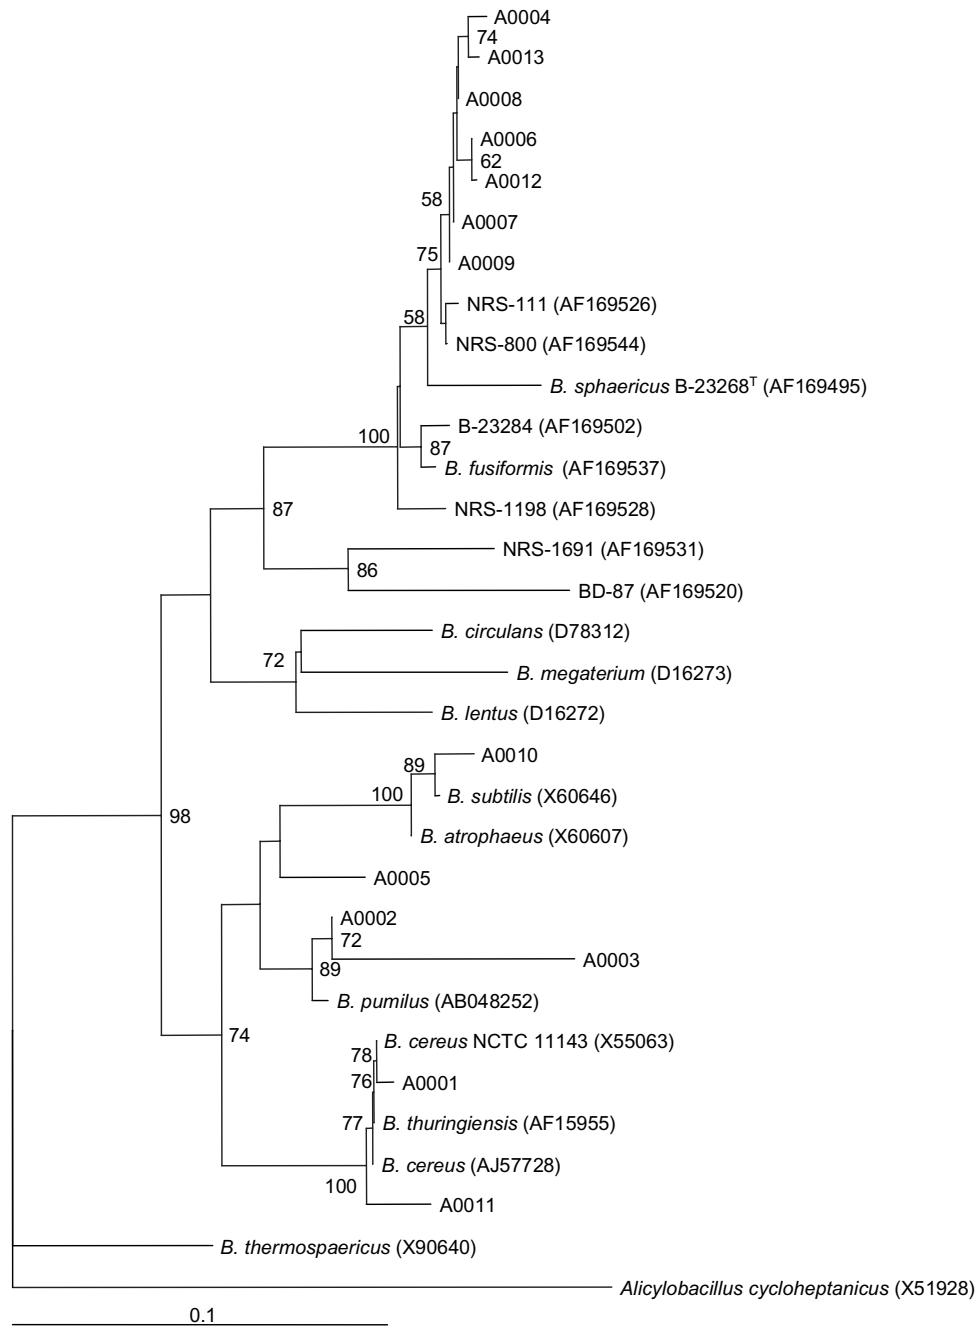 A0004
74
A0013
A0008
A0006
62
A0012
58
A0007
75
A0009
NRS-111 (AF169526)
58
NRS-800 (AF169544)
B. sphaericus B-23268ᵀ (AF169495)
B-23284 (AF169502)
100
87
B. fusiformis (AF169537)
NRS-1198 (AF169528)
87
NRS-1691 (AF169531)
86
BD-87 (AF169520)
B. circulans (D78312)
72
B. megaterium (D16273)
B. lentus (D16272)
A0010
89
100
B. subtilis (X60646)
98
B. atrophaeus (X60607)
A0005
A0002
72
A0003
89
B. pumilus (AB048252)
74
B. cereus NCTC 11143 (X55063)
78
76
A0001
77
B. thuringiensis (AF15955)
B. cereus (AJ57728)
100
A0011
B. thermospaericus (X90640)
Alicylobacillus cycloheptanicus (X51928)
0.1